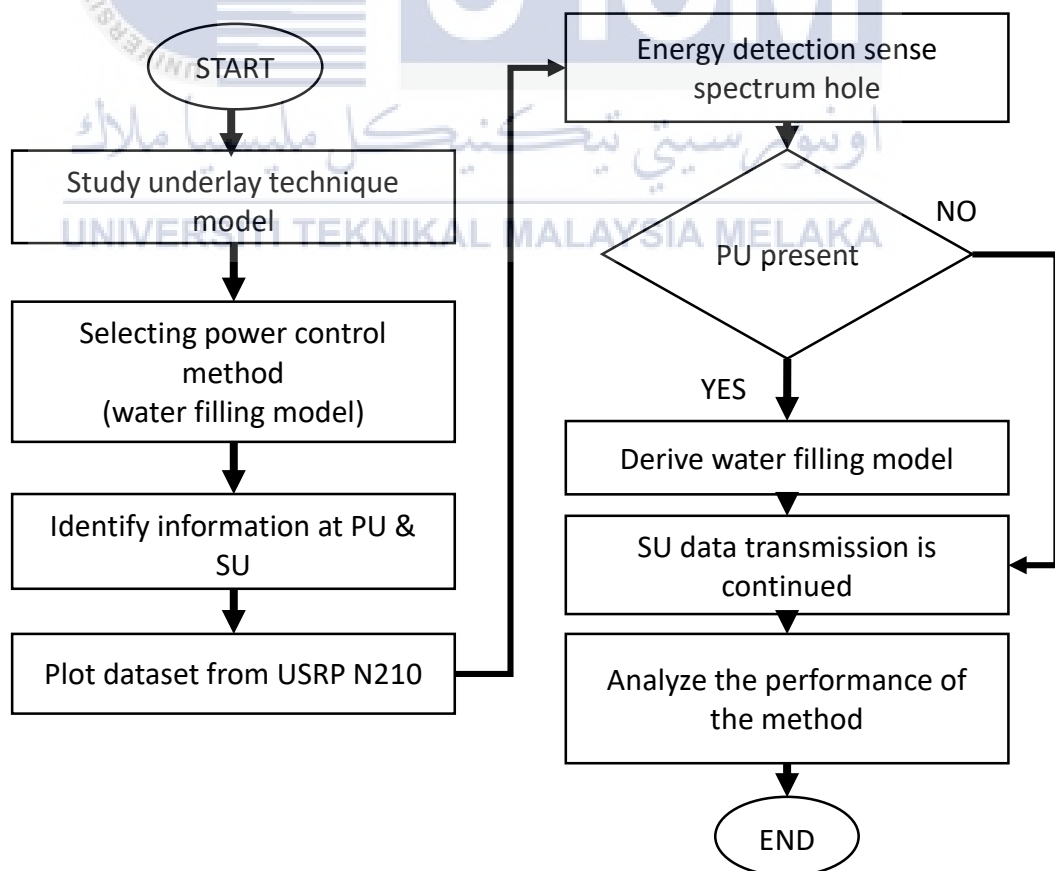 START
Study underlay technique
model
Selecting power control
method
(water filling model)
Identify information at PU &
SU
Plot dataset from USRP N210
Energy detection sense
spectrum hole
PU present
NO
YES
Derive water filling model
SU data transmission is
continued
Analyze the performance of
the method
END
اونيۏرسيتي تيكنيكل مليسيا ملاك
UNIVERSITI TEKNIKAL MALAYSIA MELAKA